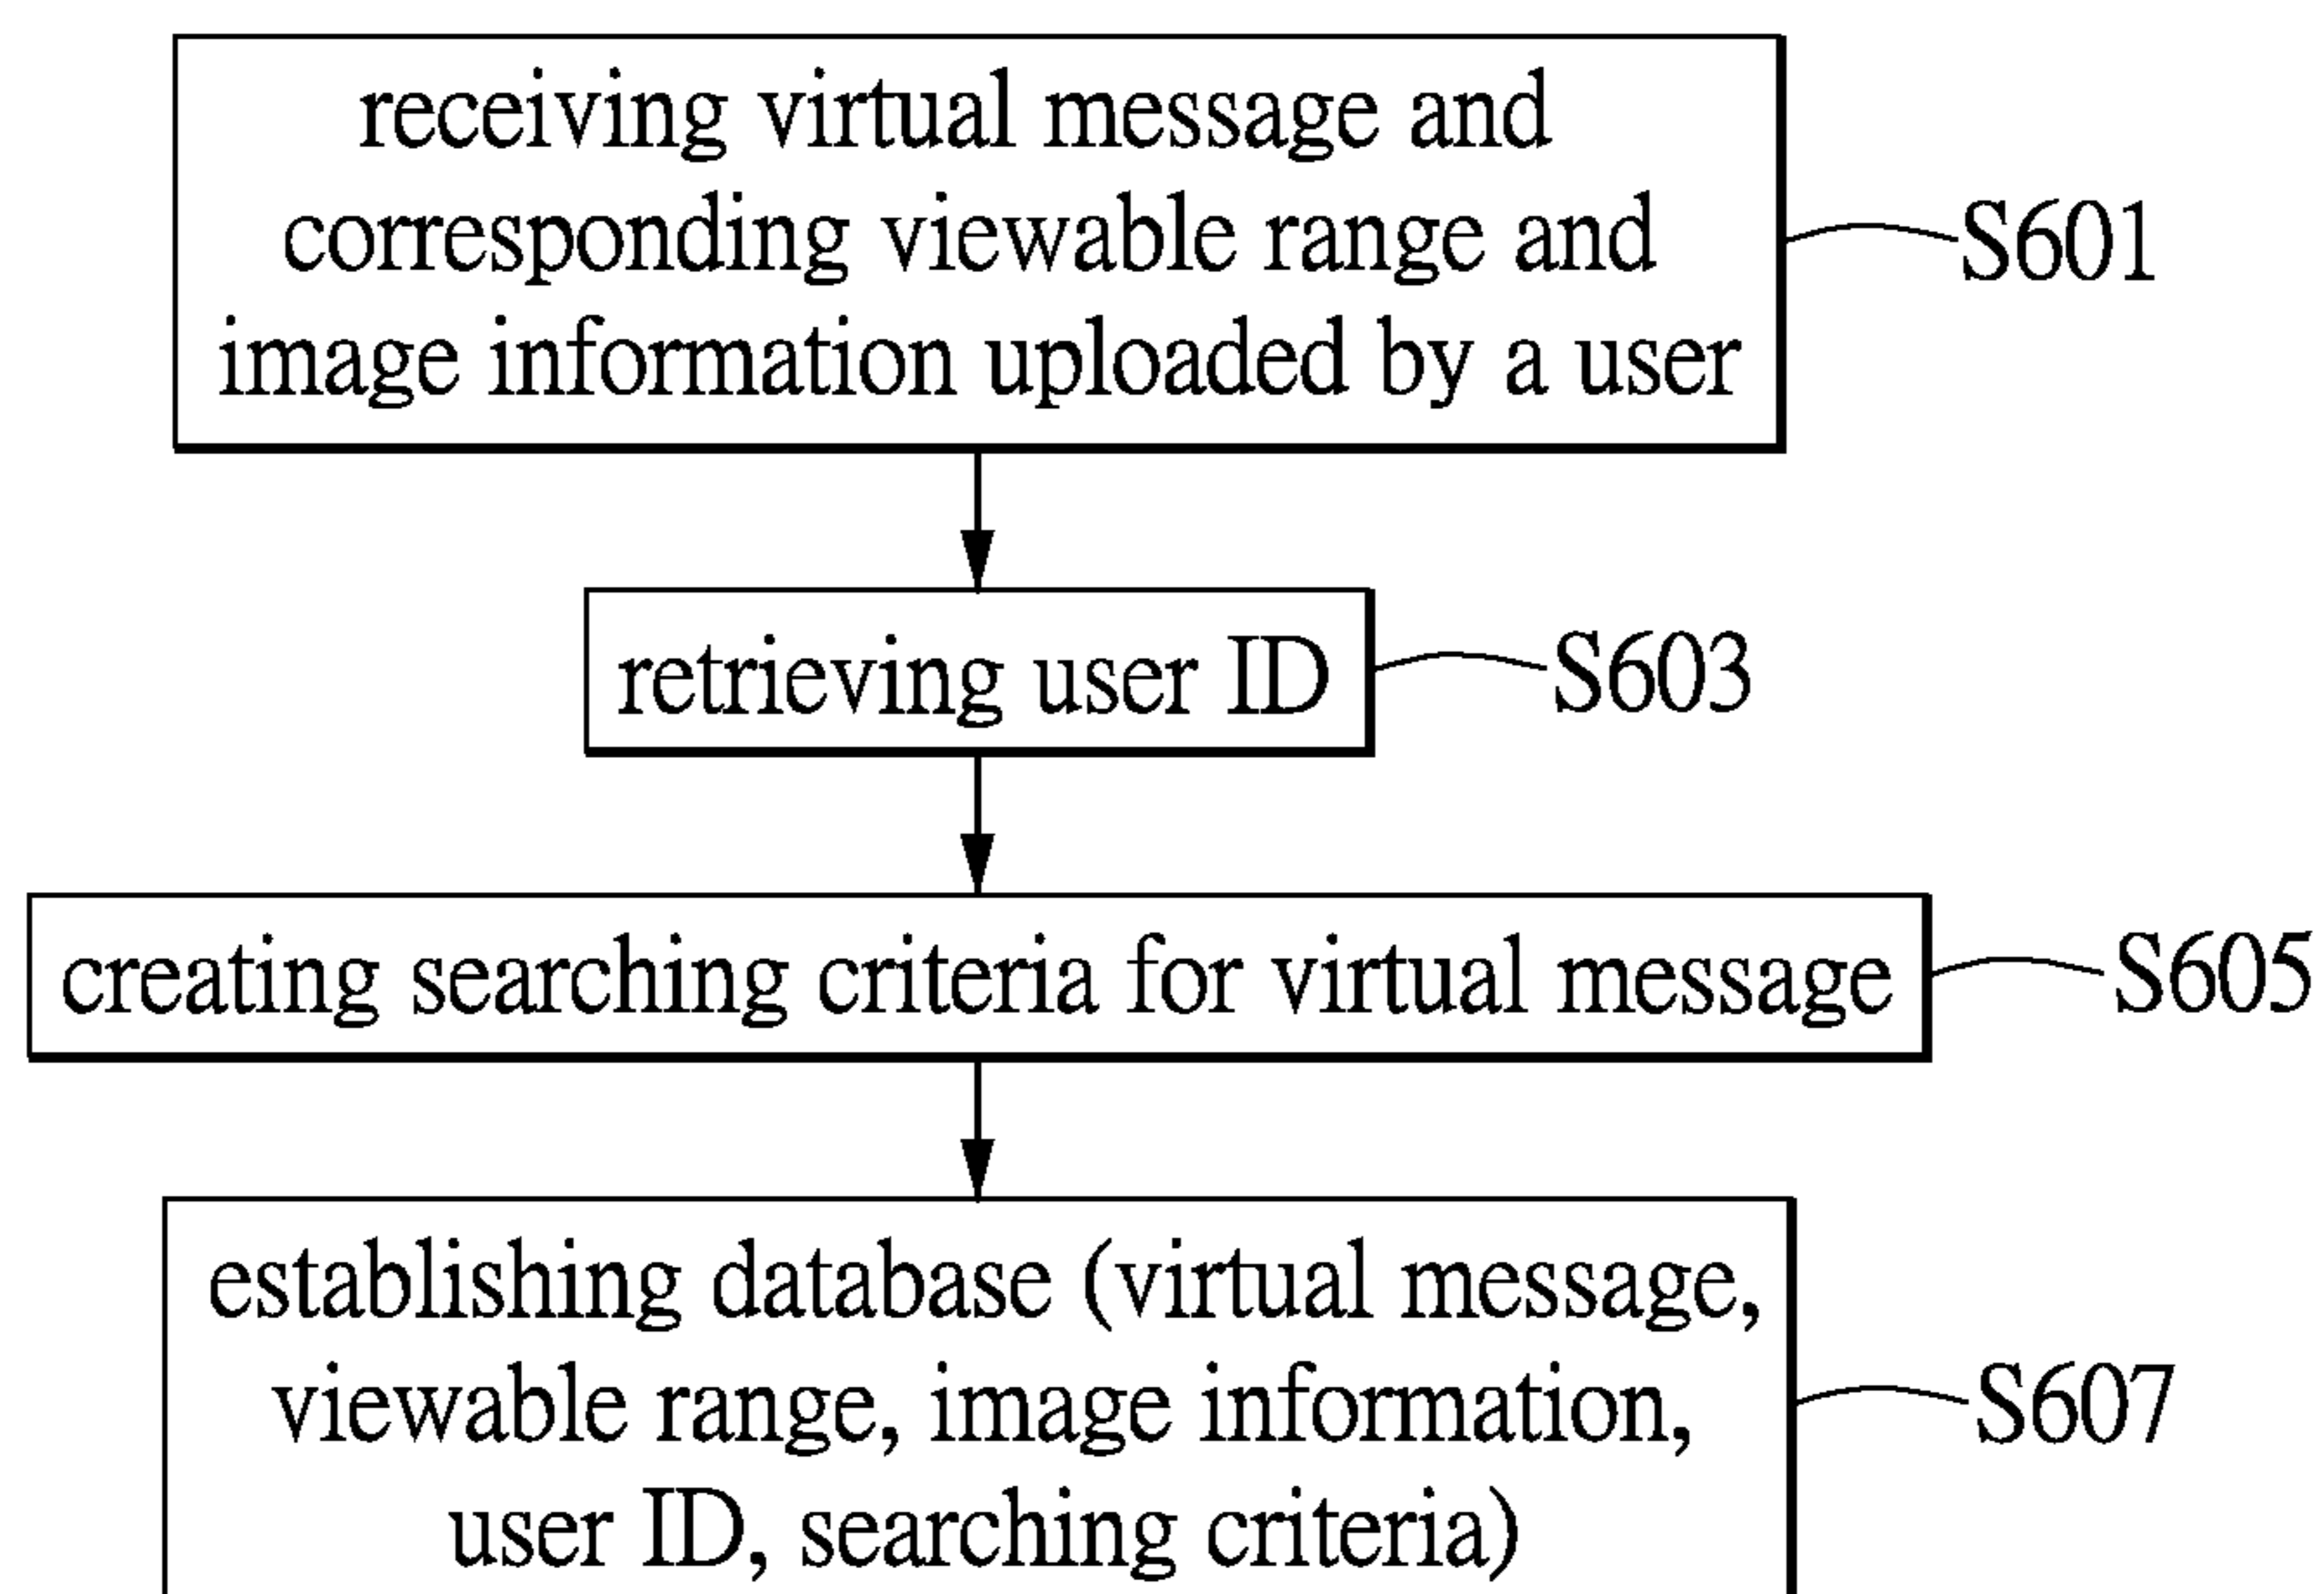 receiving virtual message and
corresponding viewable range and
image information uploaded by a user
S601
retrieving user ID
S603
creating searching criteria for virtual message
S605
establishing database (virtual message,
viewable range, image information,
user ID, searching criteria)
S607